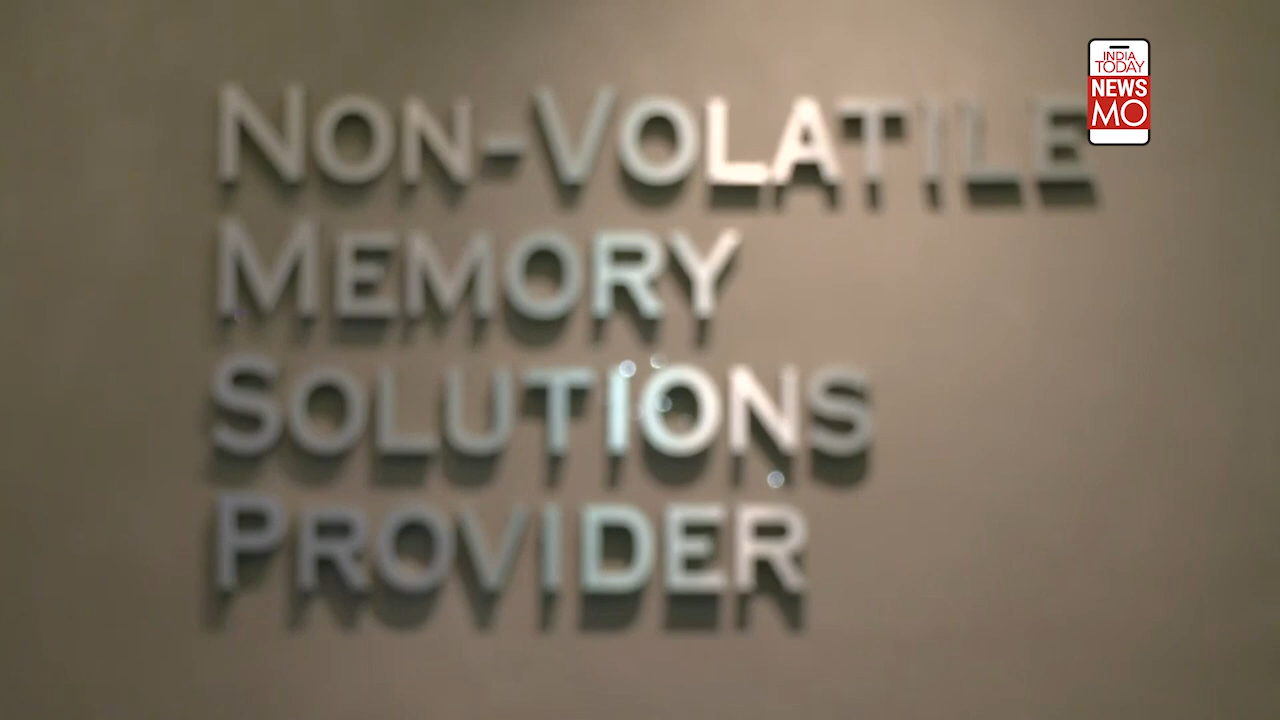 NON-VOLATILE
MEMORY
SOLUTIONS
PROVIDER
INDIA
TODAY
NEWS
MO